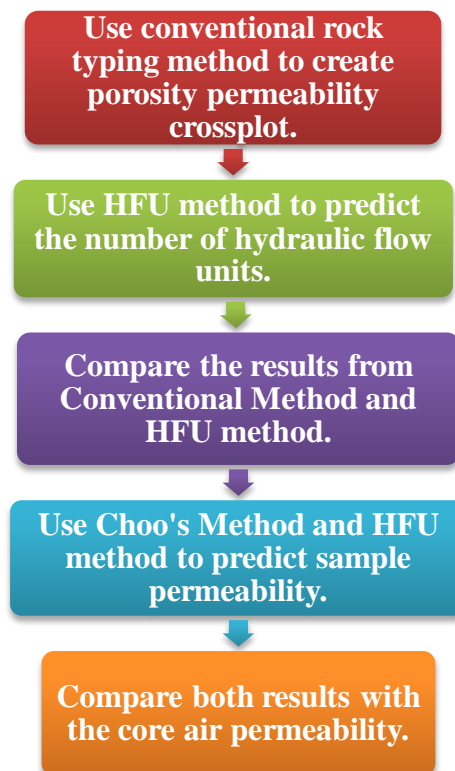 Use conventional rock
typing method to create
porosity permeability
crossplot.
Use HFU method to predict
the number of hydraulic flow
units.
Compare the results from
Conventional Method and
HFU method.
Use Choo's Method and HFU
method to predict sample
permeability.
Compare both results with
the core air permeability.